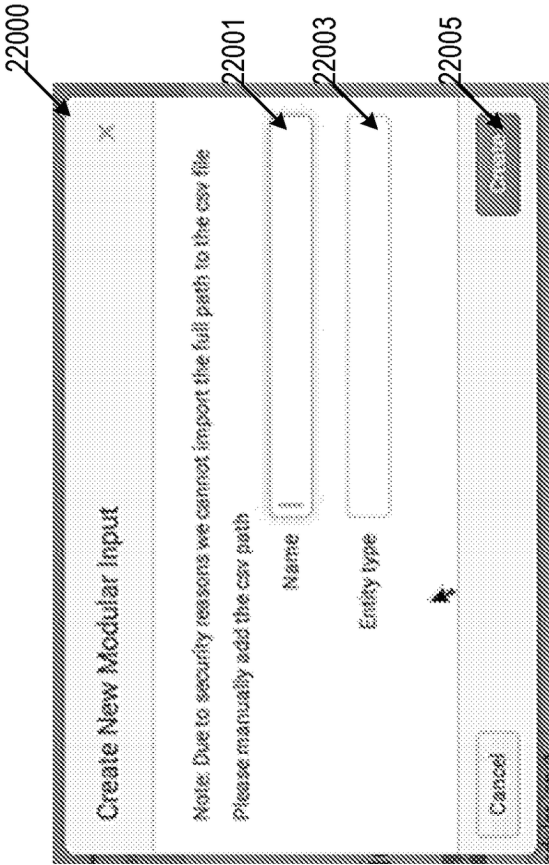 22000
22001
22003
22005
Create New Modular Input X
Note: Due to security reasons we cannot import the full path to the csv file
Please manually add the csv path
Name
Entity type
Cancel Create